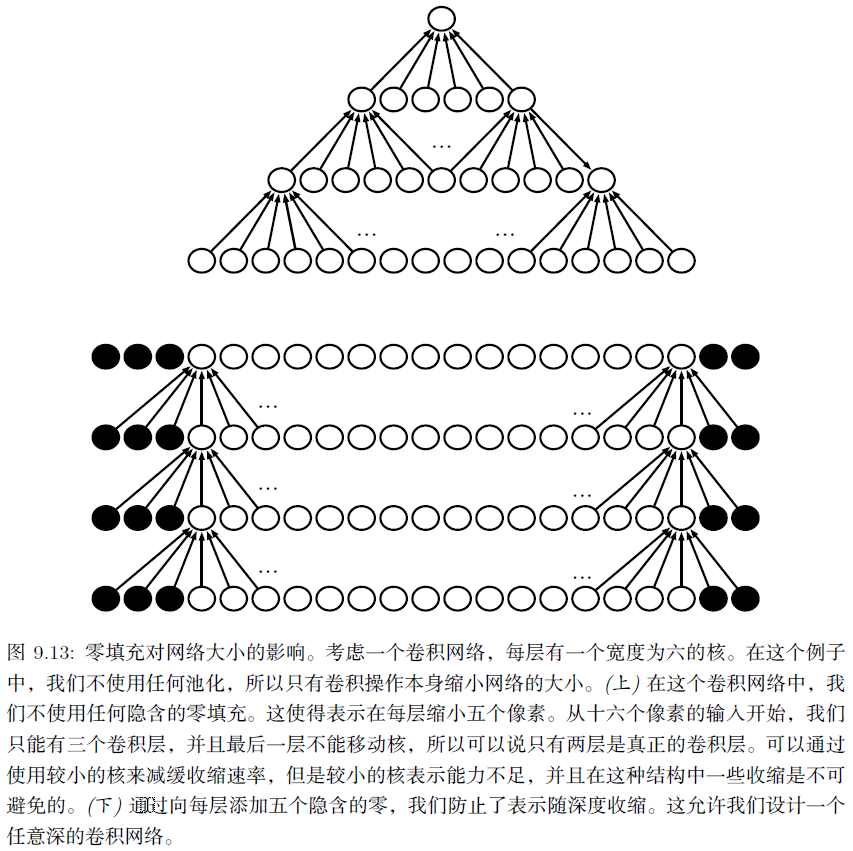 ...
...
...
...
...
...
...
...
...
图 9.13: 零填充对网络大小的影响。考虑一个卷积网络，每层有一个宽度为六的核。在这个例子
中，我们不使用任何池化，所以只有卷积操作本身缩小网络的大小。(上) 在这个卷积网络中，我
们不使用任何隐含的零填充。这使得表示在每层缩小五个像素。从十六个像素的输入开始，我们
只能有三个卷积层，并且最后一层不能移动核，所以可以说只有两层是真正的卷积层。可以通过
使用较小的核来减缓收缩速率，但是较小的核表示能力不足，并且在这种结构中一些收缩是不可
避免的。(下) 通过向每层添加五个隐含的零，我们防止了表示随深度收缩。这允许我们设计一个
任意深的卷积网络。